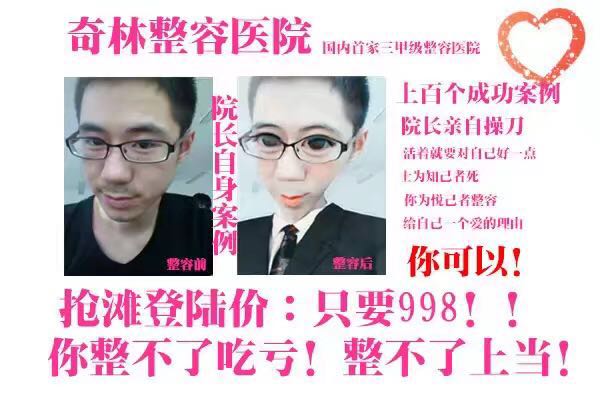 奇林整容医院 国内首家三甲级整容医院
院长自身案例
整容前
整容后
上百个成功案例
院长亲自操刀
活着就要对自己好一点
士为知己者死
你为悦己者整容
给自己一个爱的理由
你可以!
抢滩登陆价:只要998!!
你整不了吃亏!整不了上当!